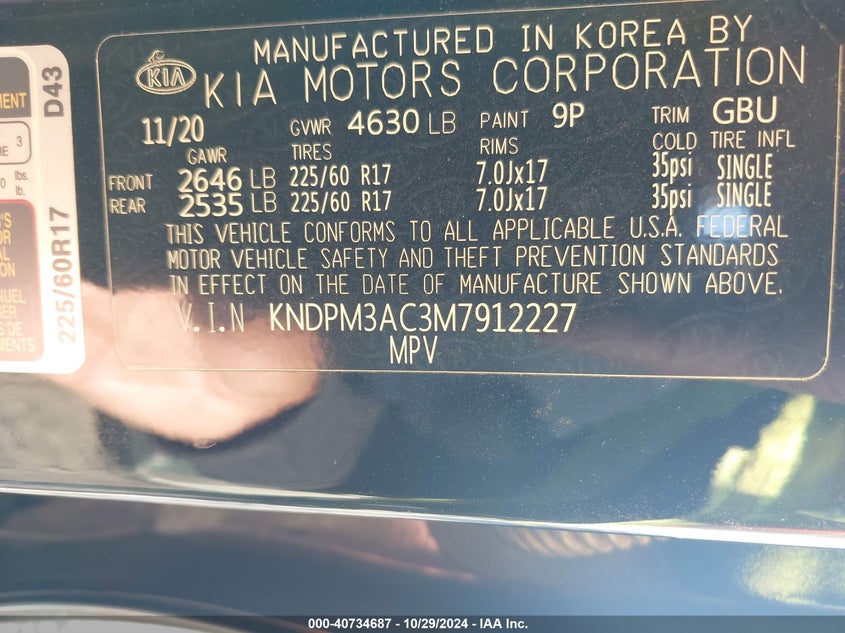 MANUFACTURED IN KOREA BY
KIA KIA MOTORS CORPORATION
11/20 GVWR 4630 LB PAINT 9P TRIM GBU
GAWR TIRES RIMS COLD TIRE INFL
FRONT 2646 LB 225/60 R17 7.0Jx17 35psi SINGLE
REAR 2535 LB 225/60 R17 7.0Jx17 35psi SINGLE
THIS VEHICLE CONFORMS TO ALL APPLICABLE U.S.A. FEDERAL
MOTOR VEHICLE SAFETY AND THEFT PREVENTION STANDARDS
IN EFFECT ON THE DATE OF MANUFACTURE SHOWN ABOVE.
V.I.N KNDPM3AC3M7912227
MPV
D43
225/60R17
3
lbs.
lb.
000-40734687 - 10/29/2024 - IAA Inc.